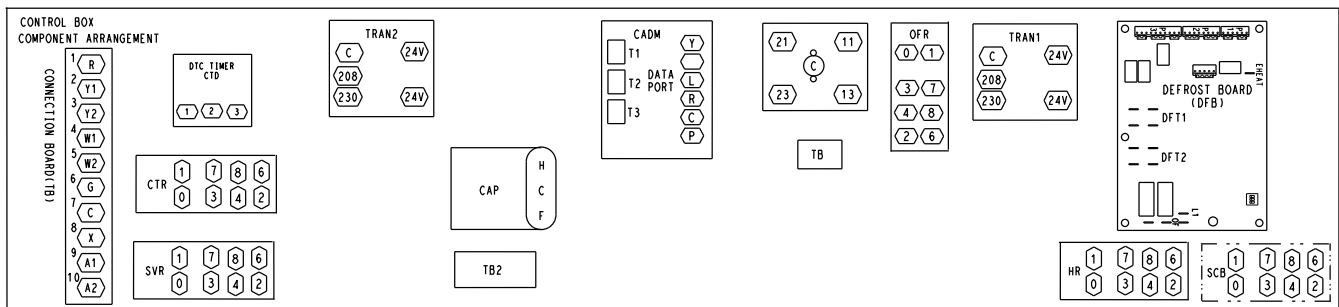 CONTROL BOX
COMPONENT ARRANGEMENT
CONNECTION BOARD(TB)
1 R
2 Y1
3 Y2
4 W1
5 W2
6 G
7 C
8 X
9 A1
10 A2
DTC TIMER
CTD
1 2 3
CTR
1 7 8 6
0 3 4 2
SVR
1 7 8 6
0 3 4 2
TRAN2
C 24V
208
230 24V
CAP
H
C
F
TB2
CADM
T1
T2
T3
DATA
PORT
Y
L
R
C
P
21 11
C
23 13
TB
OFR
0 1
3 7
4 8
2 6
TRAN1
C 24V
208
230 24V
EHEAT
DEFROST BOARD
(DFB)
DFT1
DFT2
L1
HR
1 7 8 6
0 3 4 2
SCB
1 7 8 6
0 3 4 2